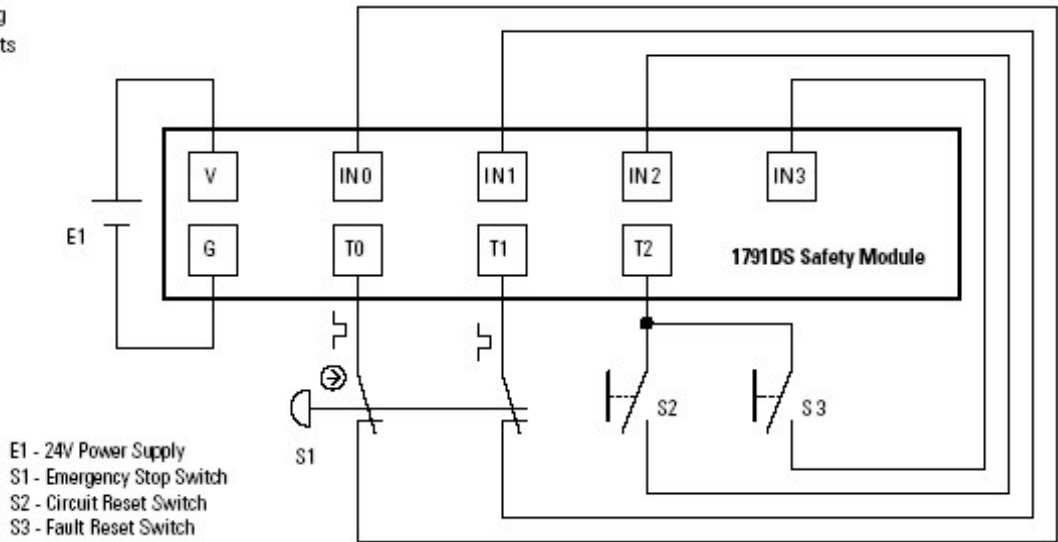 ts
V
IN0
IN1
IN2
IN3
E1
G
T0
T1
T2
1791DS Safety Module
S1
S2
S3
E1 - 24V Power Supply
S1 - Emergency Stop Switch
S2 - Circuit Reset Switch
S3 - Fault Reset Switch